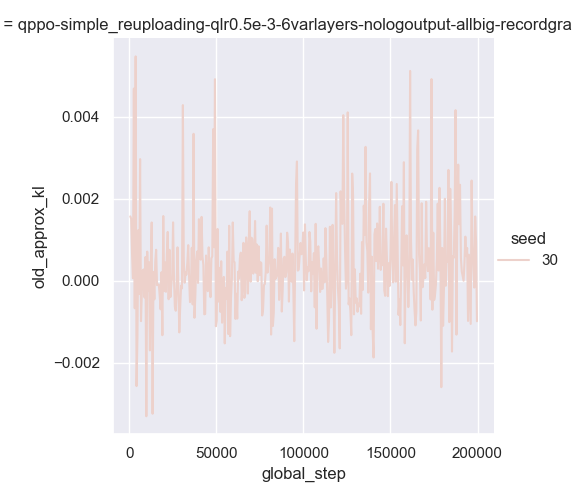 = qppo-simple_reuploading-qlr0.5e-3-6varlayers-nologoutput-allbig-recordgra
0.004
0.002
0.000
−0.002
old_approx_kl
0
50000
100000
150000
200000
global_step
seed
30